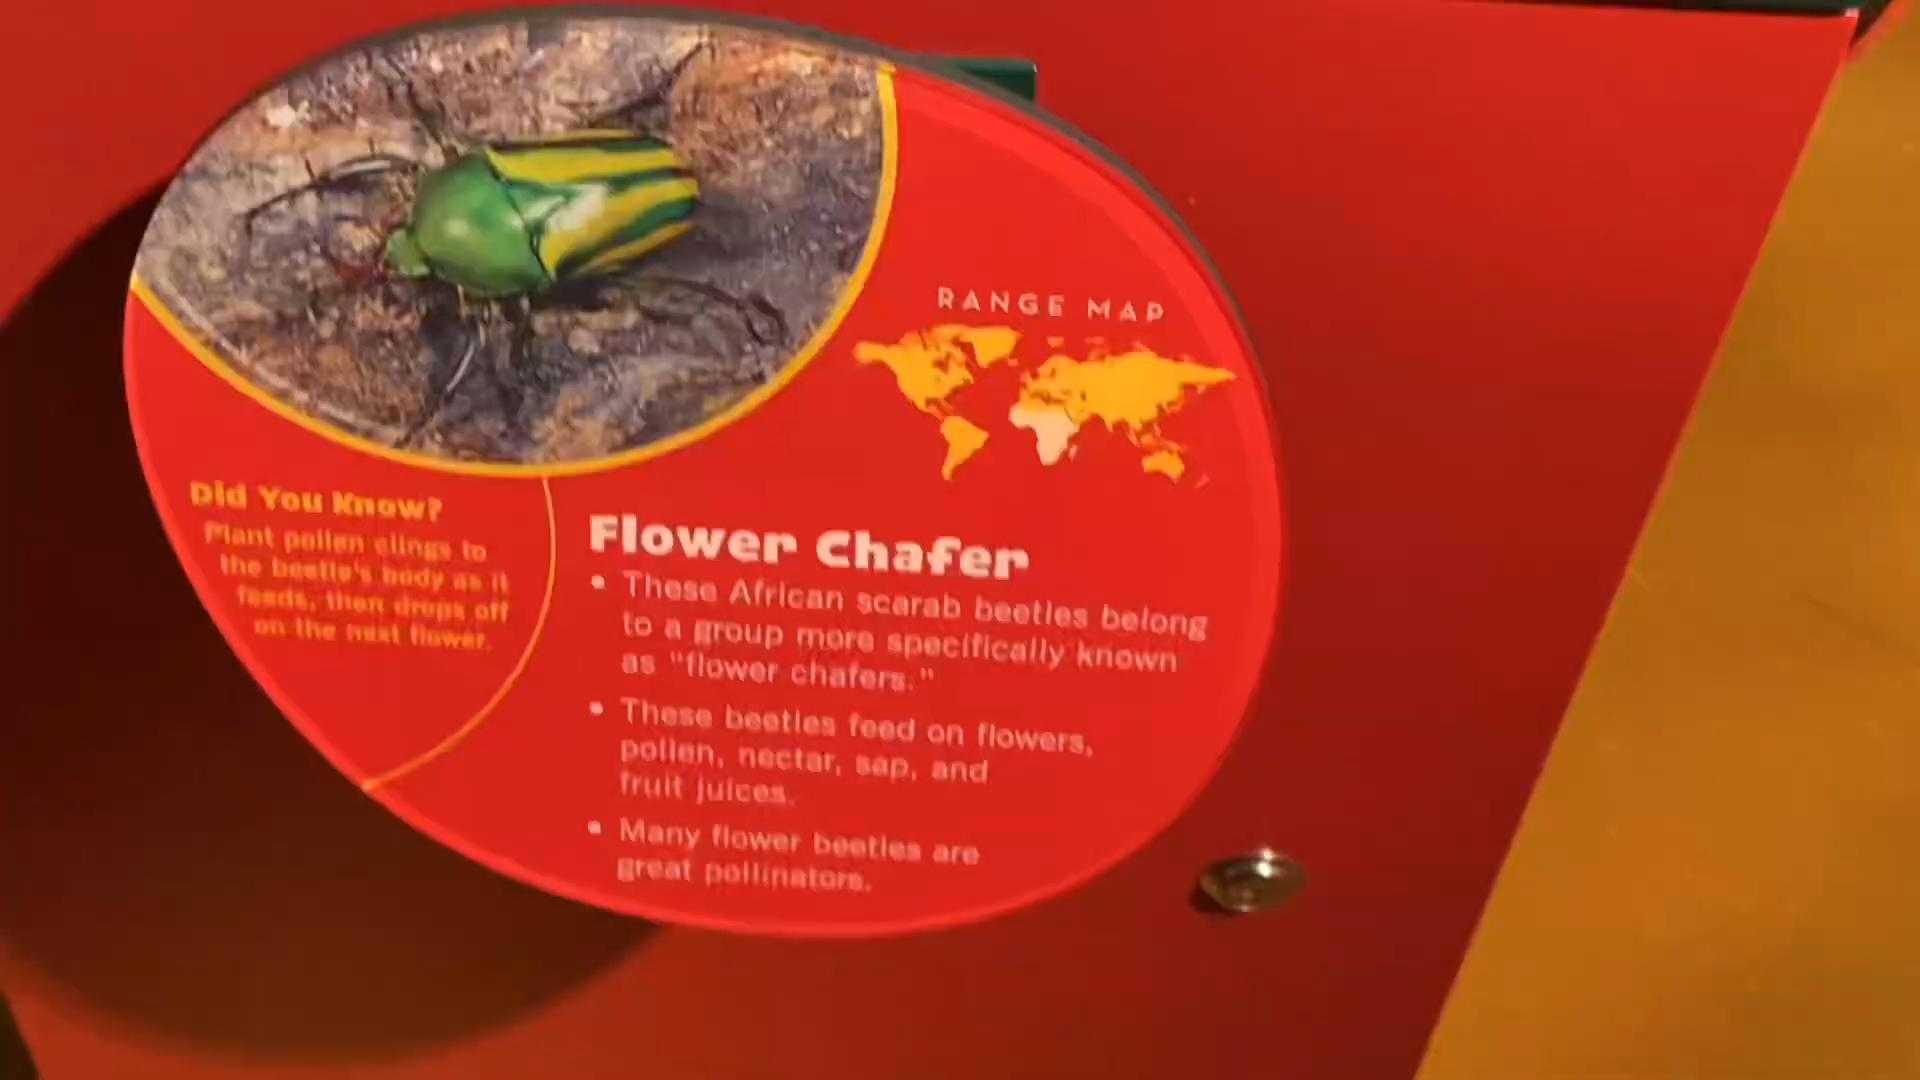 RANGE MAP
Did You Know?
Plant pollen clings to
the beetle's body as it
feeds, then drops off
on the next flower.
Flower Chafer
• These African scarab beetles belong
to a group more specifically known
as "flower chafers."
• These beetles feed on flowers,
pollen, nectar, sap, and
fruit juices.
• Many flower beetles are
great pollinators.